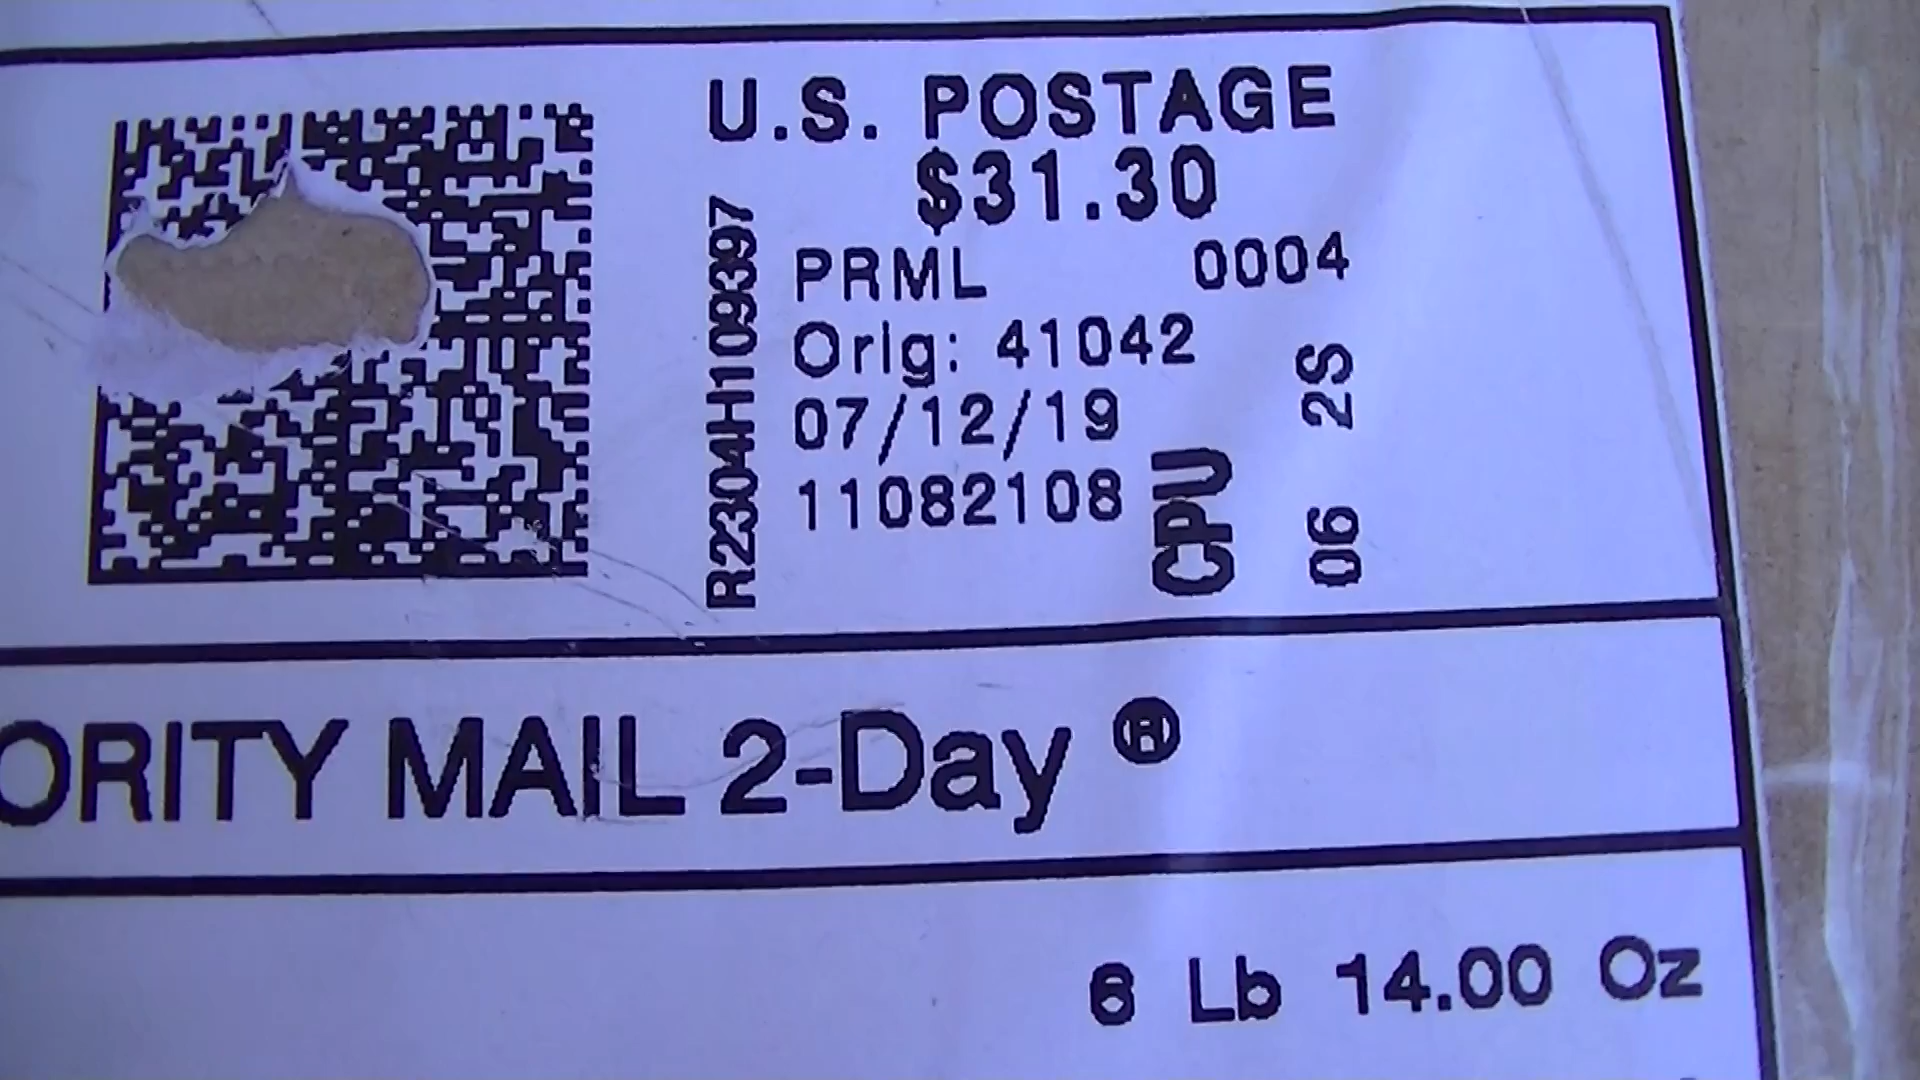 U.S. POSTAGE
$31.30
PRML 0004
Orig: 41042
07/12/19
11082108
R2304H109397
CPU
06 2S
ORITY MAIL 2-Day ®
6 Lb 14.00 Oz